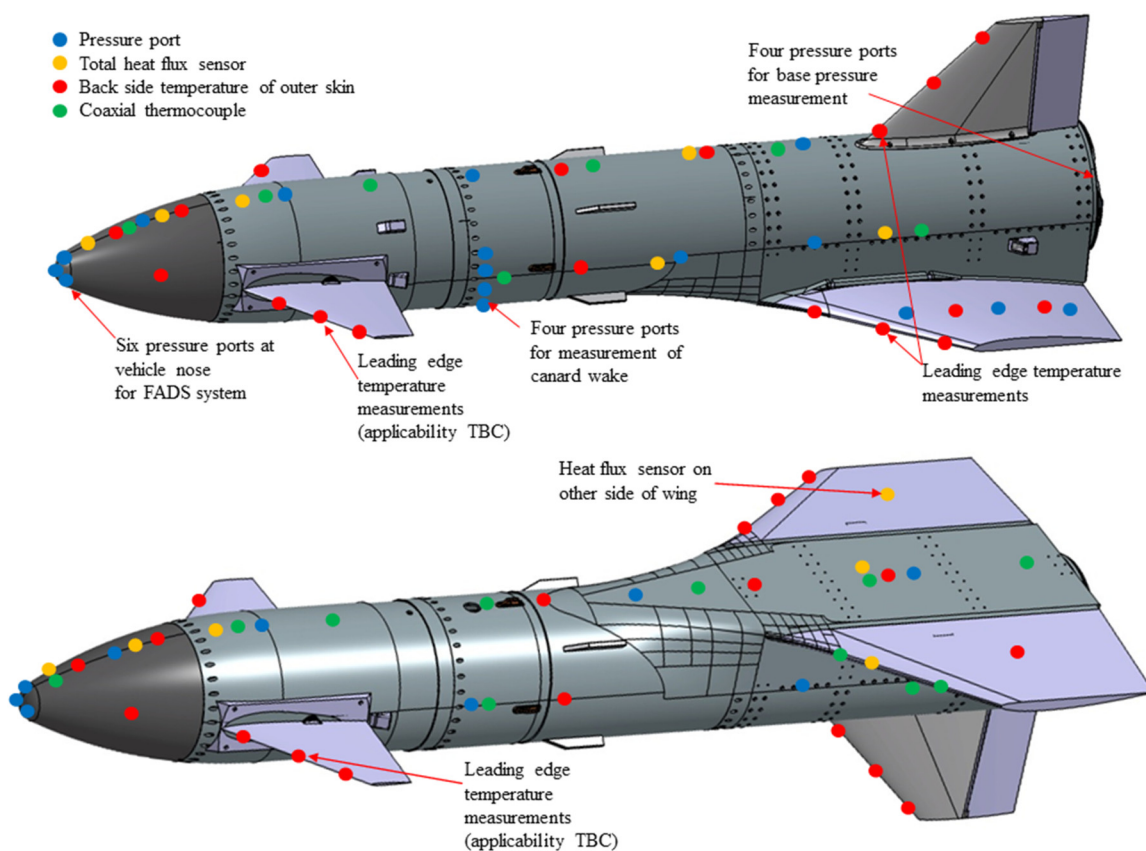 Pressure port
Total heat flux sensor
Back side temperature of outer skin
Coaxial thermocouple
Four pressure ports
for base pressure
measurement
Six pressure ports at
vehicle nose
for FADS system
Leading edge
temperature
measurements
(applicability TBC)
Four pressure ports
for measurement of
canard wake
Leading edge temperature
measurements
Heat flux sensor on
other side of wing
Leading edge
temperature
measurements
(applicability TBC)